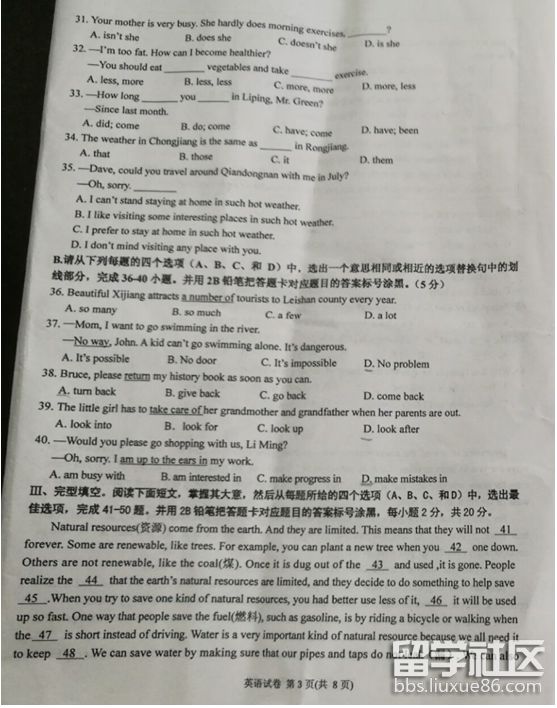 31. Your mother is very busy. She hardly does morning exercises, ________?
A. isn't she B. does she C. doesn't she D. is she
32. —I'm too fat. How can I become healthier?
—You should eat ________ vegetables and take ________ exercise.
A. less, more B. less, less C. more, more D. more, less
33. —How long ________ you ________ in Liping, Mr. Green?
—Since last month.
A. did; come B. do; come C. have; come D. have; been
34. The weather in Chongjiang is the same as ________ in Rongjiang.
A. that B. those C. it D. them
35. —Dave, could you travel around Qiandongnan with me in July?
—Oh, sorry. ________
A. I can't stand staying at home in such hot weather.
B. I like visiting some interesting places in such hot weather.
C. I prefer to stay at home in such hot weather.
D. I don't mind visiting any place with you.
B.请从下列每题的四个选项（A、B、C、和 D）中，选出一个意思相同或相近的选项替换句中的划
线部分，完成36-40小题。并用2B铅笔把答题卡对应题目的答案标号涂黑。（5分）
36. Beautiful Xijiang attracts a number of tourists to Leishan county every year.
A. so many B. so much C. a few D. a lot
37. —Mom, I want to go swimming in the river.
—No way, John. A kid can't go swimming alone. It's dangerous.
A. It's possible B. No door C. It's impossible D. No problem
38. Bruce, please return my history book as soon as you can.
A. turn back B. give back C. go back D. come back
39. The little girl has to take care of her grandmother and grandfather when her parents are out.
A. look into B. look for C. look up D. look after
40. —Would you please go shopping with us, Li Ming?
—Oh, sorry. I am up to the ears in my work.
A. am busy with B. am interested in C. make progress in D. make mistakes in
III、完型填空。阅读下面短文，掌握其大意，然后从每题所给的四个选项（A、B、C、和D）中，选出最
佳选项，完成41-50题。并用2B铅笔把答题卡对应题目的答案标号涂黑，每小题2分，共20分。
Natural resources(资源) come from the earth. And they are limited. This means that they will not 41
forever. Some are renewable, like trees. For example, you can plant a new tree when you 42 one down.
Others are not renewable, like the coal(煤). Once it is dug out of the 43 and used ,it is gone. People
realize the 44 that the earth's natural resources are limited, and they decide to do something to help save
45 .When you try to save one kind of natural resources, you had better use less of it, 46 it will be used
up so fast. One way that people save the fuel(燃料), such as gasoline, is by riding a bicycle or walking when
the 47 is short instead of driving. Water is a very important kind of natural resource because we all need it
to keep 48 . We can save water by making sure that our pipes and taps do not can also
英语试卷 第 3 页(共 8 页)
留学社区
bbs.liuxue86.com